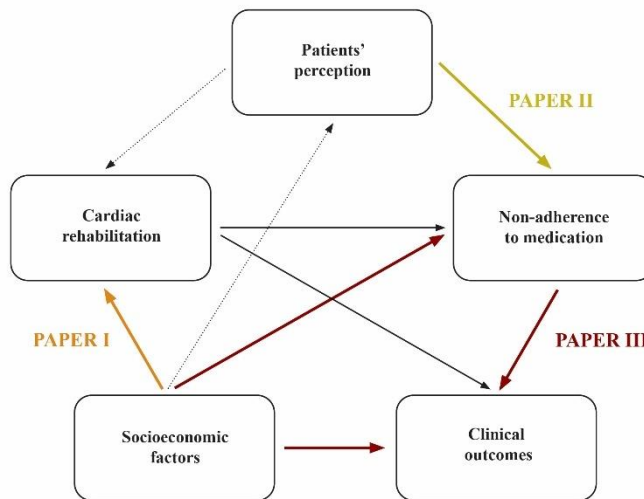 Patients'
perception
PAPER II
Cardiac
rehabilitation
Non-adherence
to medication
PAPER I
PAPER III
Socioeconomic
factors
Clinical
outcomes